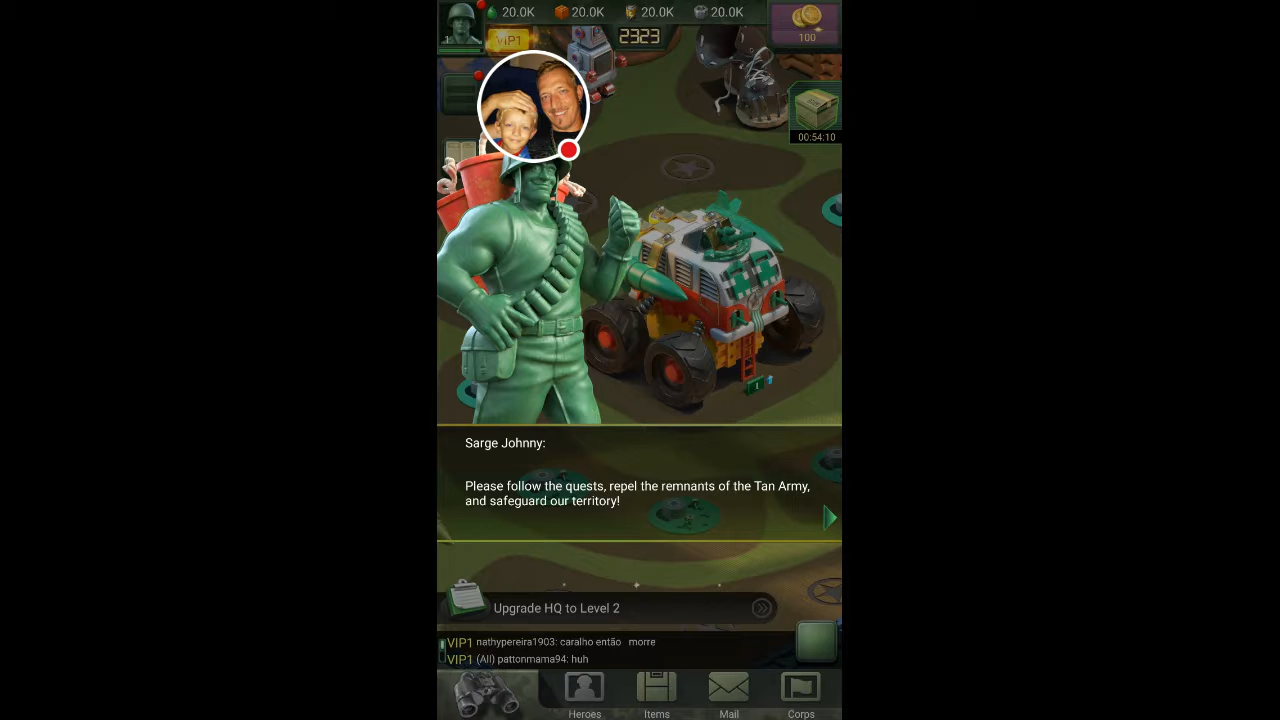 20.0K 20.0K 20.0K 20.0K
1 VIP1 2323 100
00:54:10
Sarge Johnny:
Please follow the quests, repel the remnants of the Tan Army,
and safeguard our territory!
Upgrade HQ to Level 2
VIP1 nathypereira1903: caralho então morre
VIP1 (All) pattonmama94: huh
Heroes Items Mail Corps